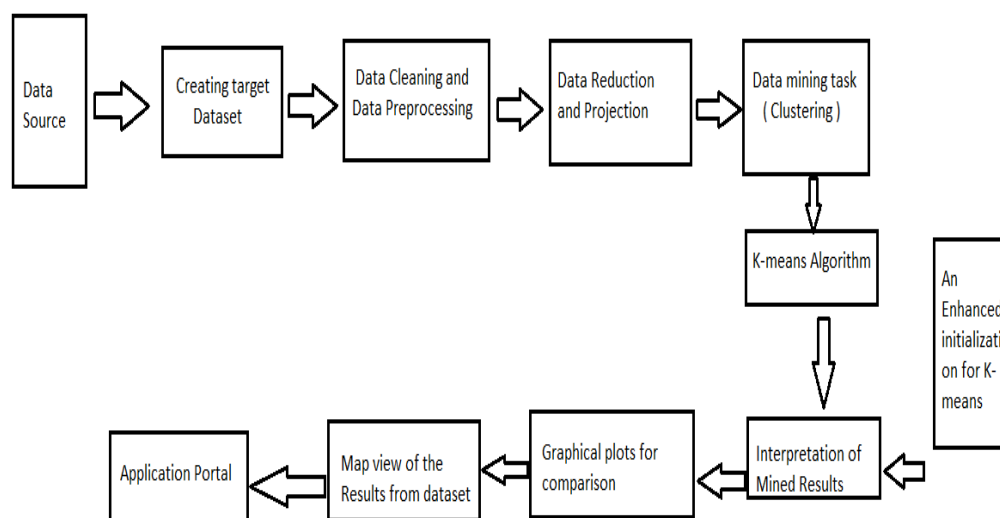 Data
Source
Creating target
Dataset
Data Cleaning and
Data Preprocessing
Data Reduction
and Projection
Data mining task
( Clustering )
K-means Algorithm
An
Enhanced
initializati
on for K-
means
Interpretation of
Mined Results
Graphical plots for
comparison
Map view of the
Results from dataset
Application Portal